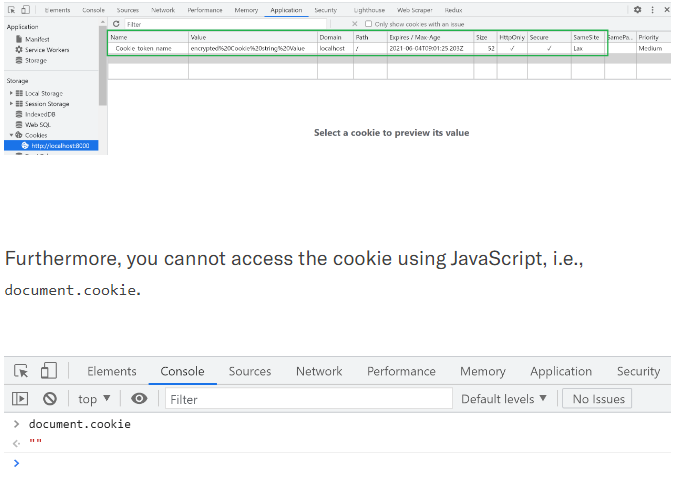 Elements Console Sources Network Performance Memory Application Security Lighthouse Web Scraper Redux
Application
Filter
Only show cookies with an issue
Manifest
Service Workers
Storage
Name Value Domain Path Expires / Max-Age Size HttpOnly Secure SameSite SamePa... Priority
Cookie-token-name encrypted%20Cookie%20string%20Value localhost / 2021-06-04T09:01:25.203Z 52 ✓ ✓ Lax Medium
Storage
Local Storage
Session Storage
IndexedDB
Web SQL
Cookies
http://localhost:8000
Select a cookie to preview its value
Furthermore, you cannot access the cookie using JavaScript, i.e.,
document.cookie.
Elements Console Sources Network Performance Memory Application Security
top ▼ Filter Default levels ▼ No Issues
> document.cookie
<· ""
>